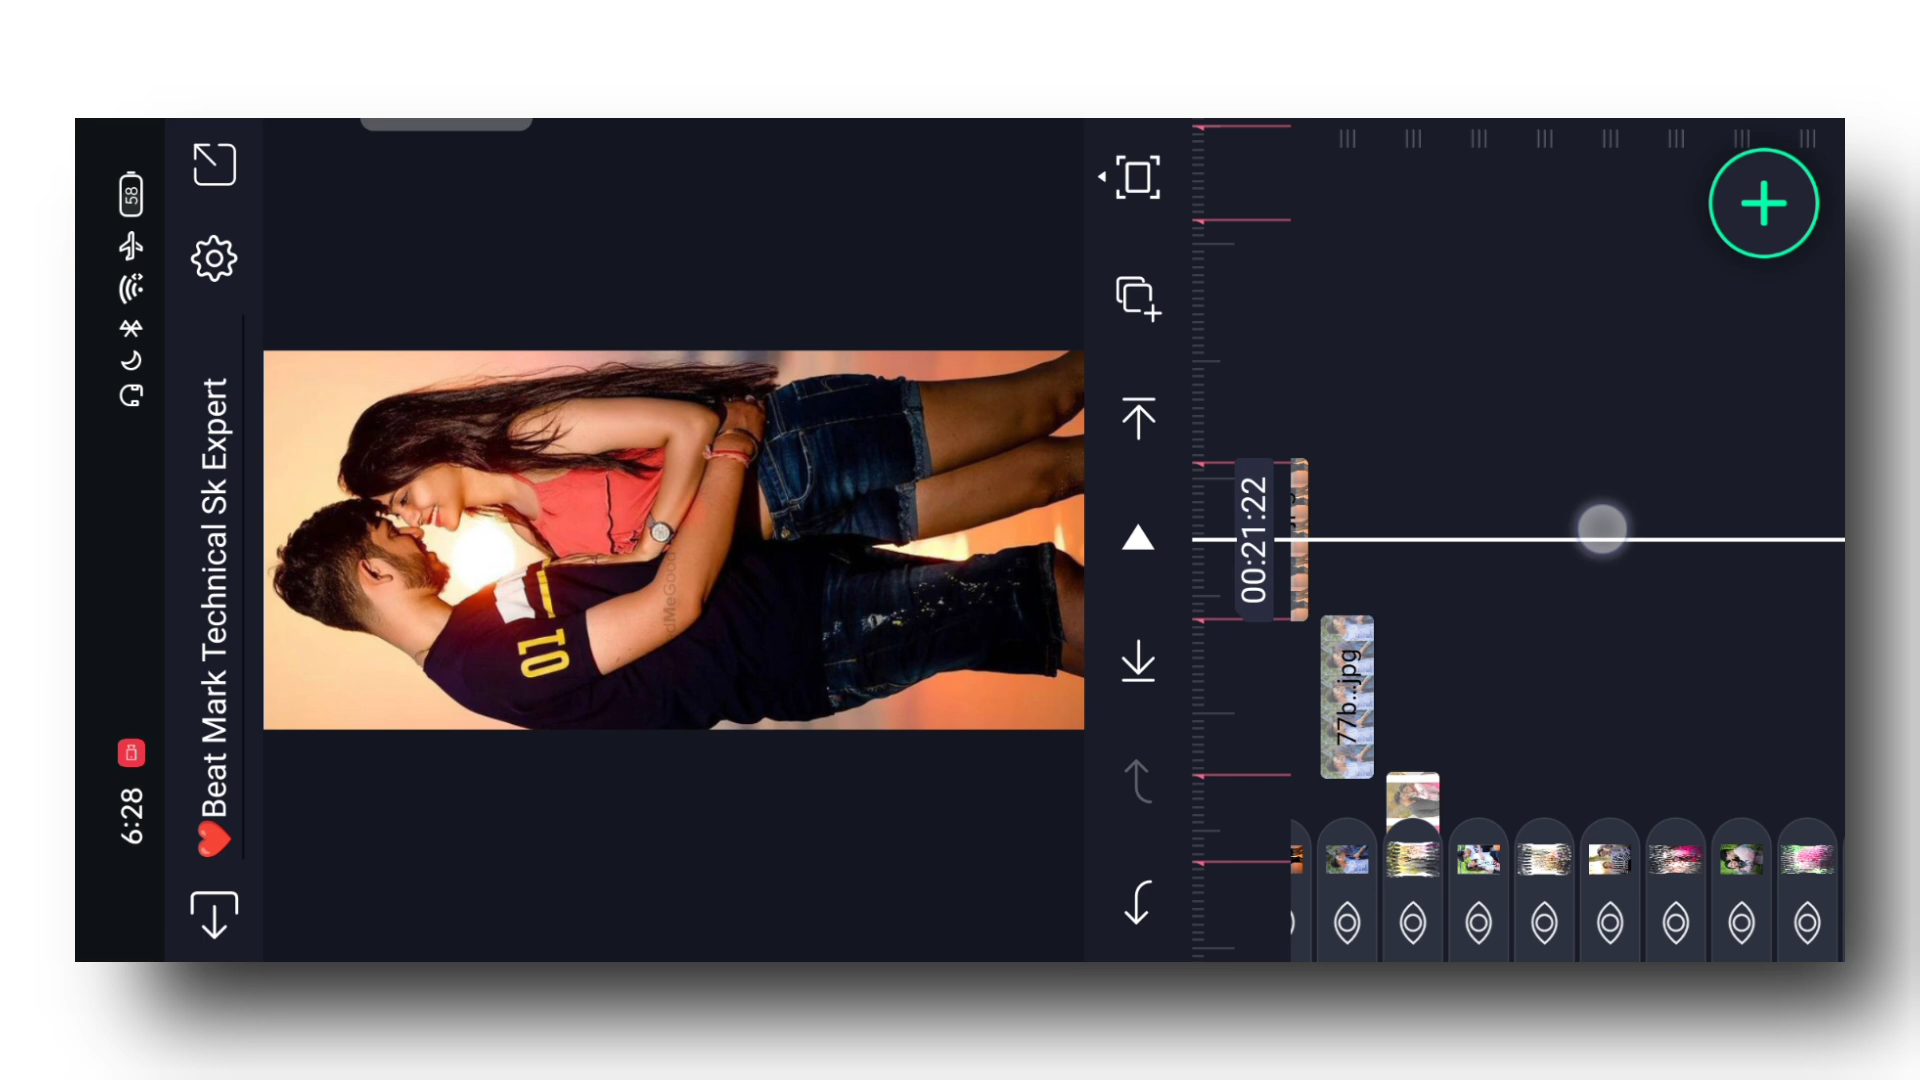 6:28
58
❤️Beat Mark Technical Sk Expert
01
00:21:22
77b...jpg